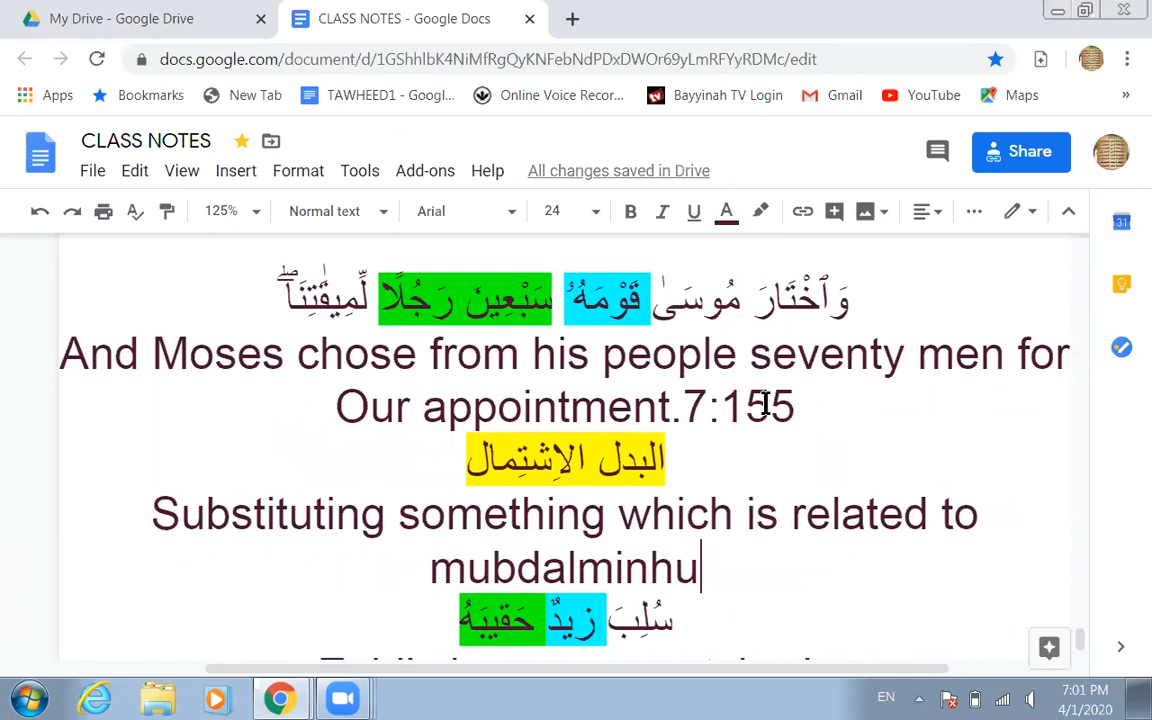 My Drive - Google Drive
CLASS NOTES - Google Docs
docs.google.com/document/d/1GShhlbK4NiMfRgQyKNFebNdPDxDWOr69yLmRFYyRDMc/edit
Apps Bookmarks New Tab TAWHEED1 - Googl... Online Voice Recor... Bayyinah TV Login Gmail YouTube Maps »
CLASS NOTES
Share
File Edit View Insert Format Tools Add-ons Help All changes saved in Drive
125% Normal text Arial 24 B I U A
31
وَٱخْتَارَ مُوسَىٰ قَوْمَهُۥ سَبْعِينَ رَجُلًا لِّمِيقَٰتِنَا ۖ
And Moses chose from his people seventy men for
Our appointment.7:155
البدل الاِشتِمال
Substituting something which is related to
mubdalminhu
سُلِبَ زيدٌ حَقيبَهُ
EN
7:01 PM
4/1/2020